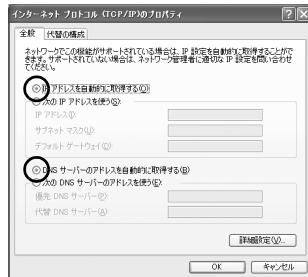 インターネット プロトコル (TCP/IP)のプロパティ
全般
代替の構成
ネットワークでこの機能がサポートされている場合は、IP 設定を自動的に取得することがで
きます。サポートされていない場合は、ネットワーク管理者に適切な IP 設定を問い合わせ
てください。
IP アドレスを自動的に取得する(O)
次の IP アドレスを使う(S):
IP アドレス(I):
サブネット マスク(U):
デフォルト ゲートウェイ(D):
DNS サーバーのアドレスを自動的に取得する(B)
次の DNS サーバーのアドレスを使う(E):
優先 DNS サーバー(P):
代替 DNS サーバー(A):
詳細設定(V)...
OK
キャンセル